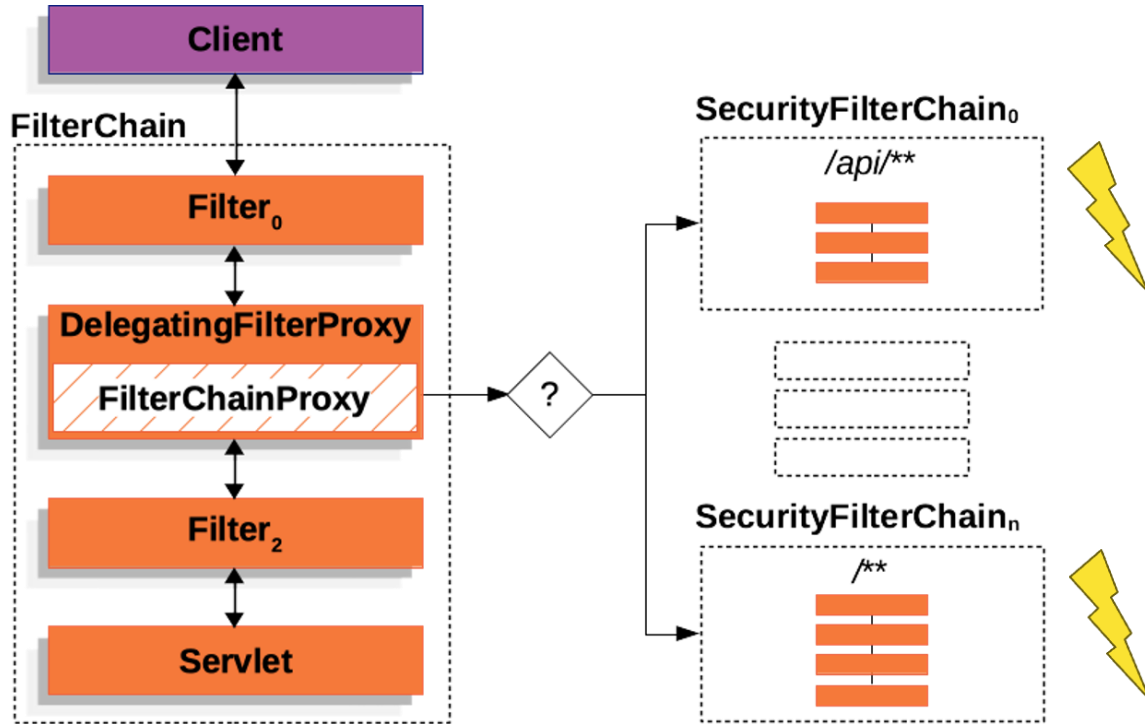 Client
FilterChain
Filter₀
DelegatingFilterProxy
FilterChainProxy
Filter₂
Servlet
?
SecurityFilterChain₀
/api/**
SecurityFilterChainₙ
/**